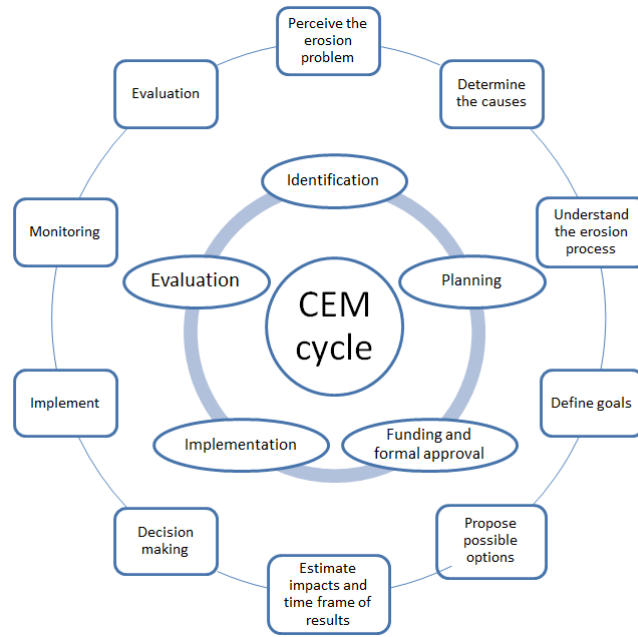 Perceive the
erosion
problem
Determine
the causes
Understand
the erosion
process
Define goals
Propose
possible
options
Estimate
impacts and
time frame of
results
Decision
making
Implement
Monitoring
Evaluation
Identification
Planning
Funding and
formal approval
Implementation
Evaluation
CEM
cycle